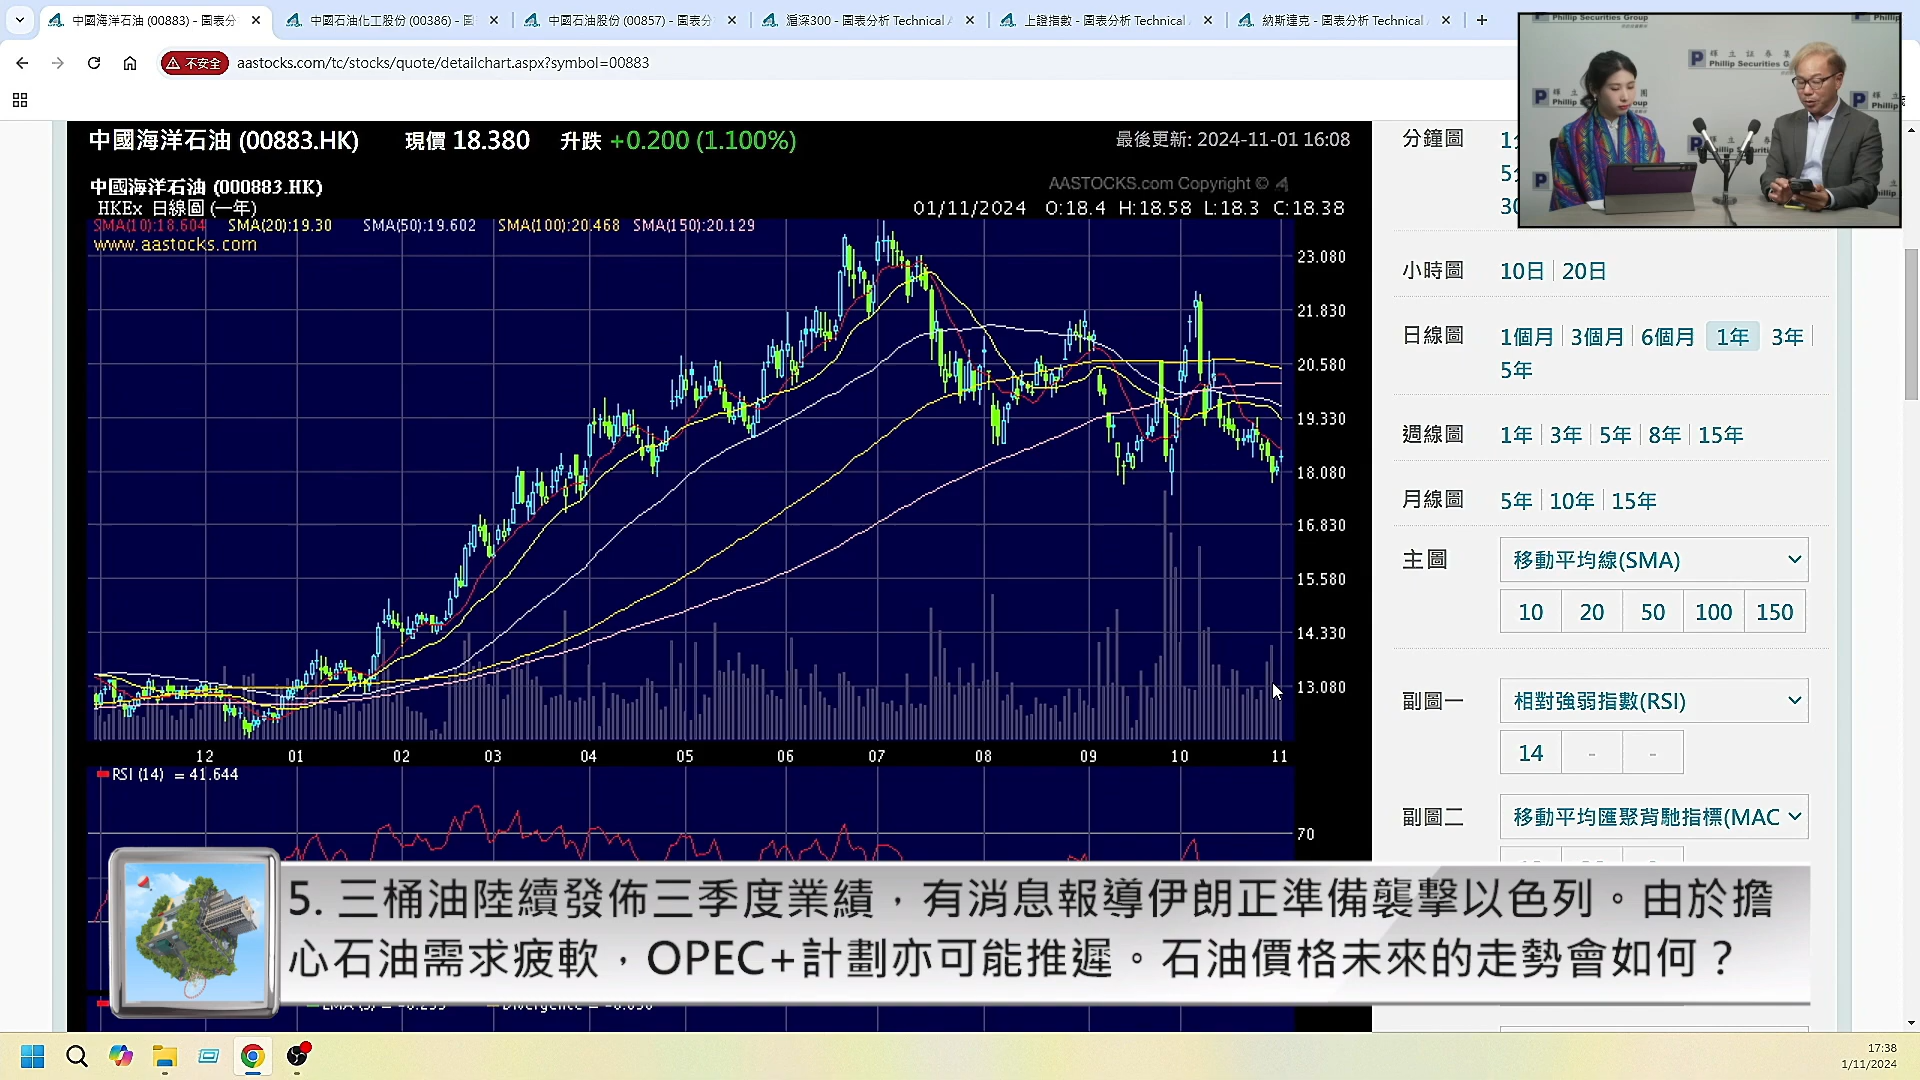 中國海洋石油 (00883) - 圖表分
中國石油化工股份 (00386) - 圖
中國石油股份 (00857) - 圖表分
滬深300 - 圖表分析 Technical
上證指數 - 圖表分析 Technical
納斯達克 - 圖表分析 Technical
不安全
aastocks.com/tc/stocks/quote/detailchart.aspx?symbol=00883
Phillip Securities Group
輝立証券集
Phillip Securities G
中國海洋石油 (00883.HK) 現價 18.380 升跌 +0.200 (1.100%) 最後更新: 2024-11-01 16:08
中國海洋石油 (000883.HK) AASTOCKS.com Copyright ©
HKEx 日線圖 (一年) 01/11/2024 O:18.4 H:18.58 L:18.3 C:18.38
SMA(10):18.604 SMA(20):19.30 SMA(50):19.602 SMA(100):20.468 SMA(150):20.129
www.aastocks.com
23.080
21.830
20.580
19.330
18.080
16.830
15.580
14.330
13.080
12 01 02 03 04 05 06 07 08 09 10 11
RSI (14) = 41.644
70
分鐘圖
小時圖 10日 20日
日線圖 1個月 3個月 6個月 1年 3年
5年
週線圖 1年 3年 5年 8年 15年
月線圖 5年 10年 15年
主圖 移動平均線(SMA)
10 20 50 100 150
副圖一 相對強弱指數(RSI)
14 - -
副圖二 移動平均匯聚背馳指標(MAC
5. 三桶油陸續發佈三季度業績，有消息報導伊朗正準備襲擊以色列。由於擔
心石油需求疲軟，OPEC+計劃亦可能推遲。石油價格未來的走勢會如何？
17:38
1/11/2024